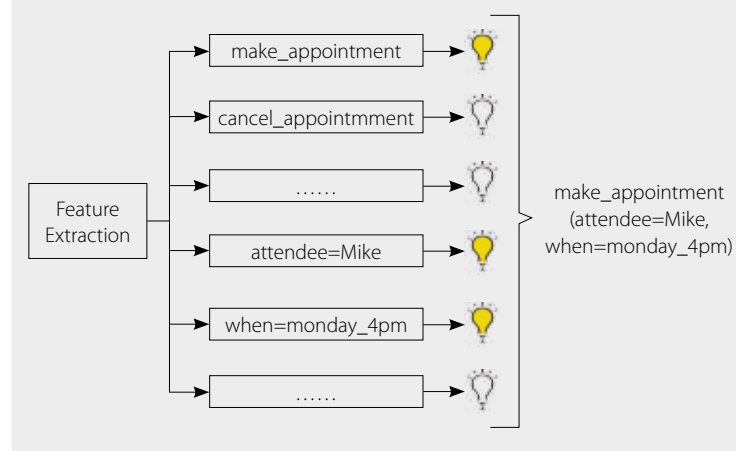 make_appointment
cancel_appointmment
......
Feature
Extraction
attendee=Mike
when=monday_4pm
......
make_appointment
(attendee=Mike,
when=monday_4pm)